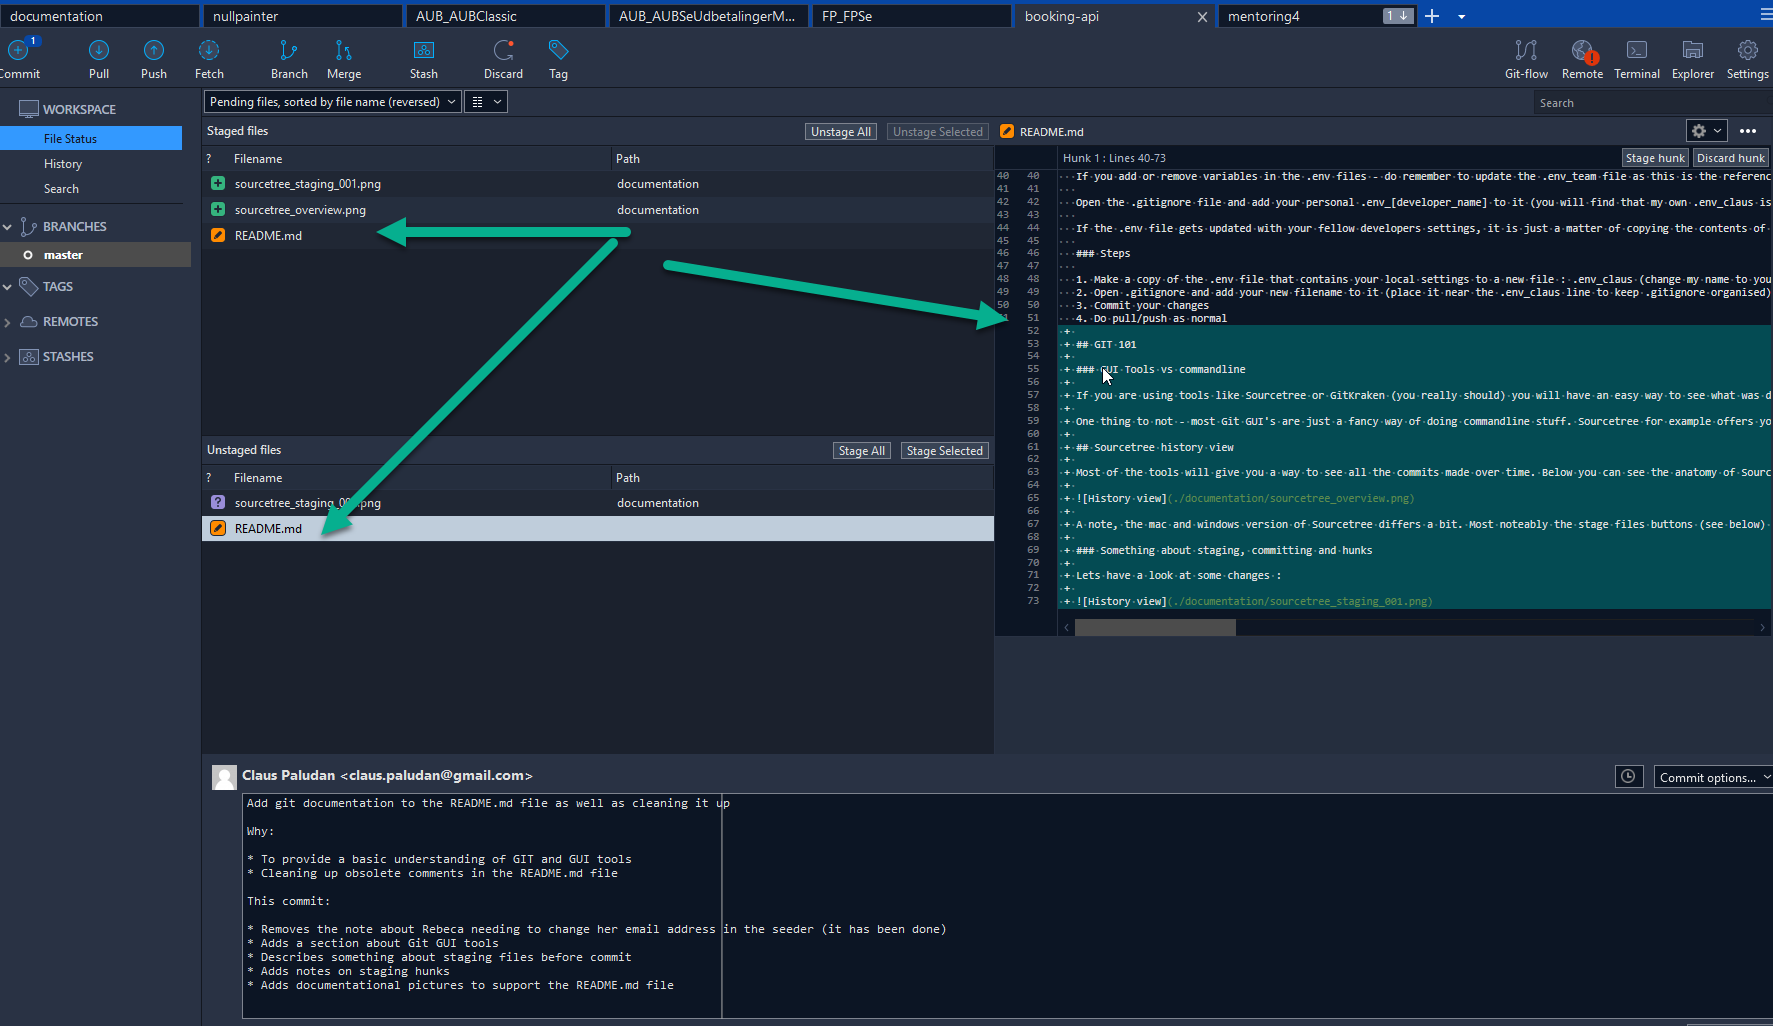 documentation
nullpainter
AUB_AUBClassic
AUB_AUBSeUdbetalingerM...
FP_FPSe
booking-api
mentoring4
1
1
Commit
Pull
Push
Fetch
Branch
Merge
Stash
Discard
Tag
Git-flow
Remote
Terminal
Explorer
Settings
WORKSPACE
File Status
History
Search
BRANCHES
master
TAGS
REMOTES
STASHES
Pending files, sorted by file name (reversed)
Search
Staged files
Unstage All
Unstage Selected
? Filename Path
sourcetree_staging_001.png documentation
sourcetree_overview.png documentation
README.md
Unstaged files
Stage All
Stage Selected
? Filename Path
? sourcetree_staging_00 .png documentation
README.md
README.md
Hunk 1 : Lines 40-73
Stage hunk
Discard hunk
40 40 If you add or remove variables in the .env files - do remember to update the .env_team file as this is the referenc
41 41
42 42 Open the .gitignore file and add your personal .env_[developer_name] to it (you will find that my own .env_claus is
43 43
44 44 If the .env file gets updated with your fellow developers settings, it is just a matter of copying the contents of
45 45
46 46 ### Steps
47 47
48 48 1. Make a copy of the .env file that contains your local settings to a new file : .env_claus (change my name to you
49 49 2. Open .gitignore and add your new filename to it (place it near the .env_claus line to keep .gitignore organised)
50 50 3. Commit your changes
51 4. Do pull/push as normal
52 +
53 + ## GIT 101
54 +
55 + ### GUI Tools vs commandline
56 +
57 + If you are using tools like Sourcetree or GitKraken (you really should) you will have an easy way to see what was d
58 +
59 + One thing to not - most Git GUI's are just a fancy way of doing commandline stuff. Sourcetree for example offers yo
60 +
61 + ## Sourcetree history view
62 +
63 + Most of the tools will give you a way to see all the commits made over time. Below you can see the anatomy of Sourc
64 +
65 + ![History view](./documentation/sourcetree_overview.png)
66 +
67 + A note, the mac and windows version of Sourcetree differs a bit. Most noteably the stage files buttons (see below)
68 +
69 + ### Something about staging, committing and hunks
70 +
71 + Lets have a look at some changes :
72 +
73 + ![History view](./documentation/sourcetree_staging_001.png)
Claus Paludan <claus.paludan@gmail.com>
Commit options...
Add git documentation to the README.md file as well as cleaning it up
Why:
* To provide a basic understanding of GIT and GUI tools
* Cleaning up obsolete comments in the README.md file
This commit:
* Removes the note about Rebeca needing to change her email address in the seeder (it has been done)
* Adds a section about Git GUI tools
* Describes something about staging files before commit
* Adds notes on staging hunks
* Adds documentational pictures to support the README.md file